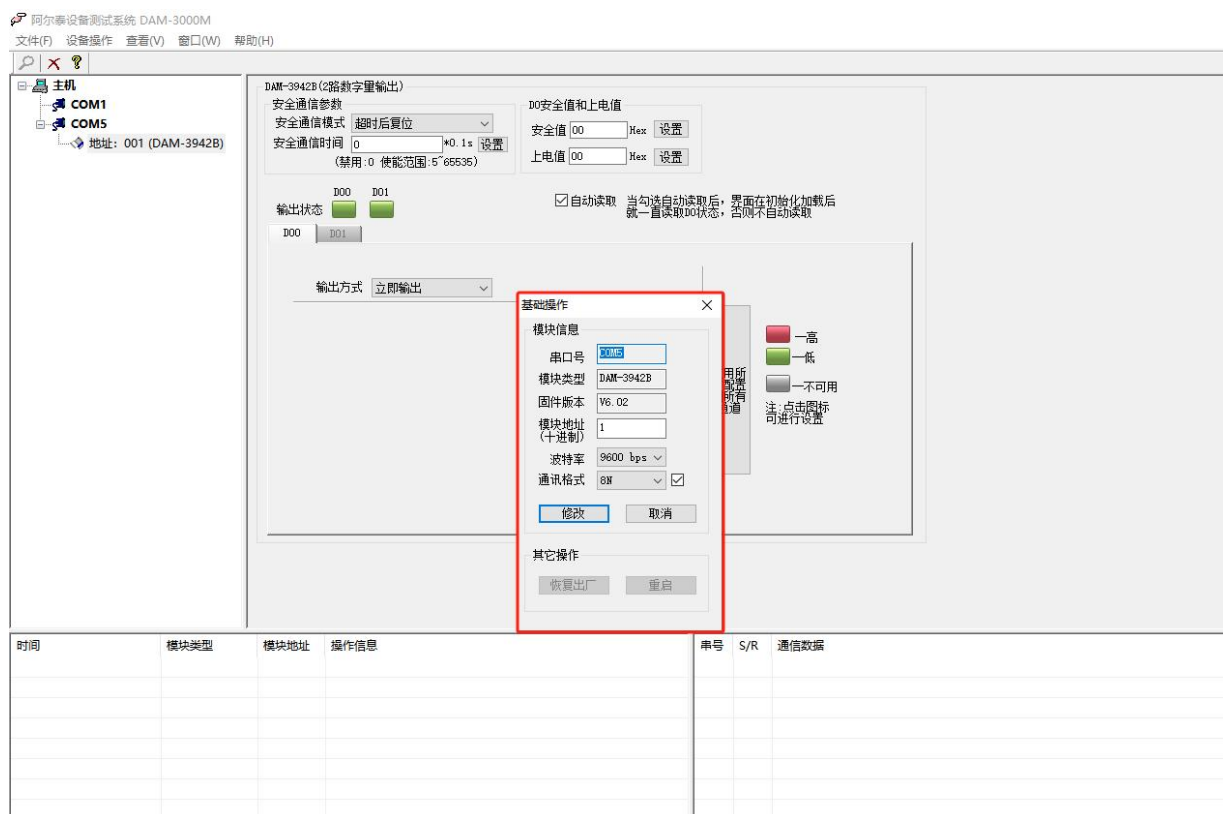 阿尔泰设备测试系统 DAM-3000M
文件(F) 设备操作 查看(V) 窗口(W) 帮助(H)
主机
COM1
COM5
地址：001 (DAM-3942B)
DAM-3942B(2路数字量输出)
安全通信参数
安全通信模式 超时后复位
安全通信时间 0 *0.1s 设置
(禁用:0 使能范围:5~65535)
DO安全值和上电值
安全值 00 Hex 设置
上电值 00 Hex 设置
DO0 DO1
输出状态
自动读取 当勾选自动读取后，界面在初始化加载后
就一直读取DO状态，否则不自动读取
DO0 DO1
输出方式 立即输出
用所
配置
所有
通道
—高
—低
—不可用
注:点击图标
可进行设置
基础操作
模块信息
串口号 COM5
模块类型 DAM-3942B
固件版本 V6.02
模块地址
(十进制) 1
波特率 9600 bps
通讯格式 8N
修改 取消
其它操作
恢复出厂 重启
时间 模块类型 模块地址 操作信息
串号 S/R 通信数据